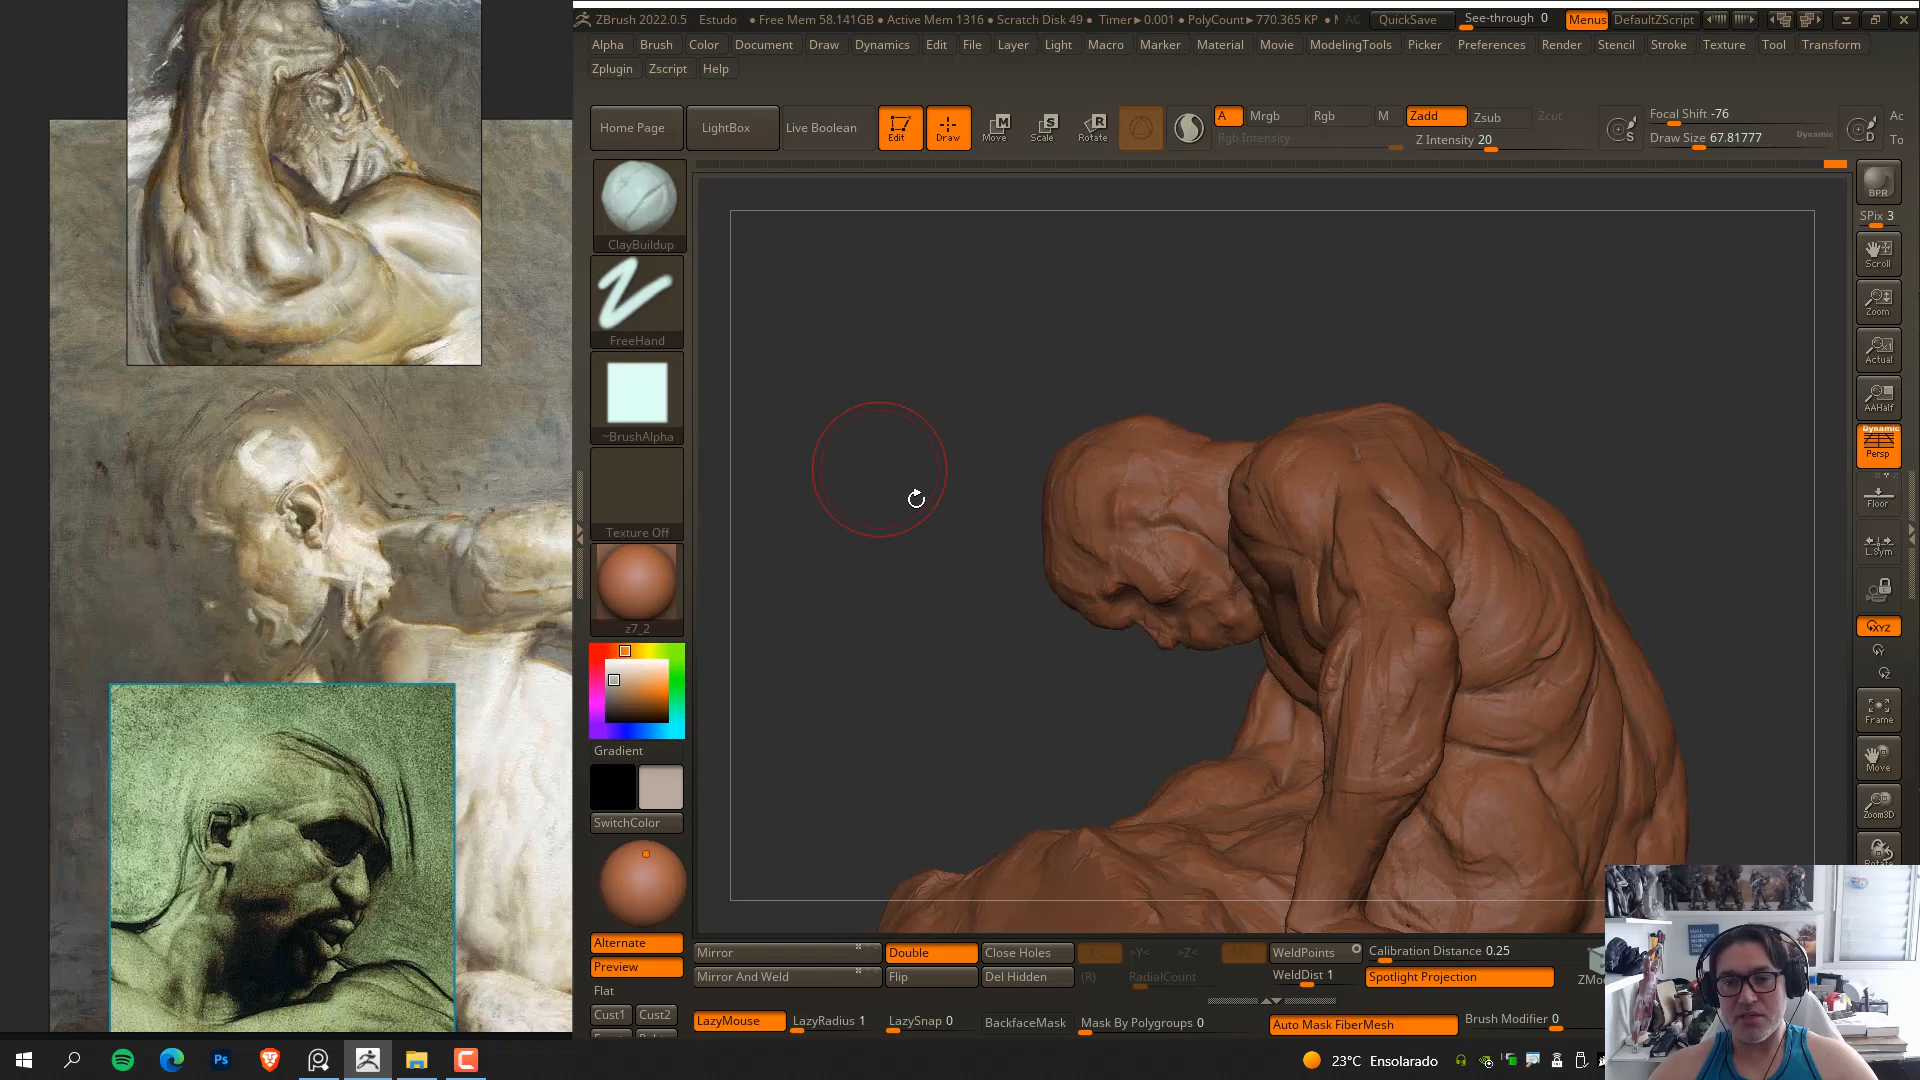 ZBrush 2022.0.5 Estudo • Free Mem 58.141GB • Active Mem 1316 • Scratch Disk 49 • Timer▸0.001 • PolyCount▸770.365 KP • AC QuickSave See-through 0 Menus DefaultZScript
Alpha Brush Color Document Draw Dynamics Edit File Layer Light Macro Marker Material Movie ModelingTools Picker Preferences Render Stencil Stroke Texture Tool Transform
Zplugin Zscript Help
Home Page LightBox Live Boolean Edit Draw Move Scale Rotate A Mrgb Rgb M Zadd Zsub Zcut Focal Shift -76 Ac
Rgb Intensity Z Intensity 20 Draw Size 67.81777 Dynamic To
S D
ClayBuildup
FreeHand
~BrushAlpha
Texture Off
z7_2
Gradient
SwitchColor
Alternate
Preview
Flat
Cust1 Cust2
BPR
SPix 3
Scroll
Zoom
Actual
AAHalf
Dynamic
Persp
Floor
L.Sym
XYZ
Y
Z
Frame
Move
Zoom3D
Rotate
Mirror Double Close Holes >Y< >Z< WeldPoints Calibration Distance 0.25
Mirror And Weld Flip Del Hidden (R) RadialCount WeldDist 1 Spotlight Projection
LazyMouse LazyRadius 1 LazySnap 0 BackfaceMask Mask By Polygroups 0 Auto Mask FiberMesh Brush Modifier 0
Ps 23°C Ensolarado